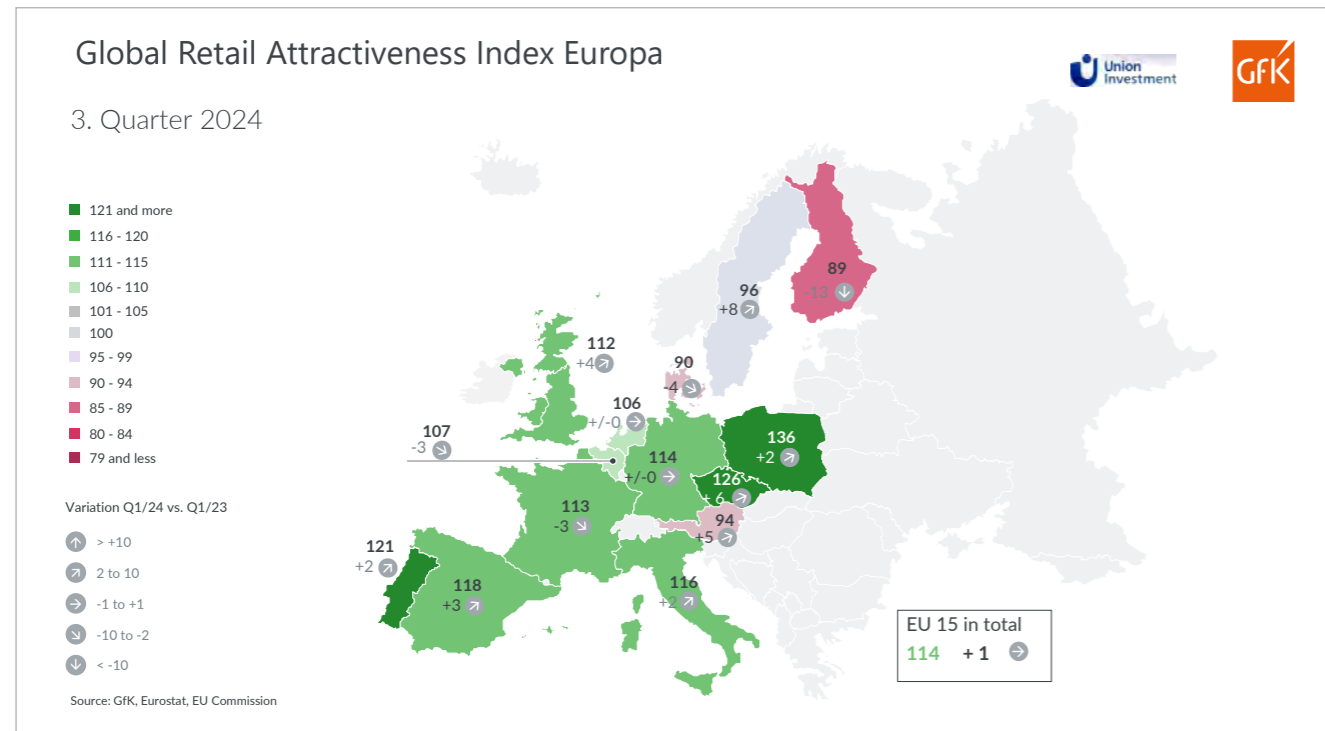 Global Retail Attractiveness Index Europa
Union
Investment
GfK
3. Quarter 2024
121 and more
116 - 120
111 - 115
106 - 110
101 - 105
100
95 - 99
90 - 94
85 - 89
80 - 84
79 and less
Variation Q1/24 vs. Q1/23
> +10
2 to 10
-1 to +1
-10 to -2
< -10
89
-13
96
+8
112
+4
90
-4
106
+/-0
107
-3
136
+2
114
+/-0
126
+ 6
113
-3
94
+5
121
+2
118
+3
116
+2
EU 15 in total
114 + 1
Source: GfK, Eurostat, EU Commission